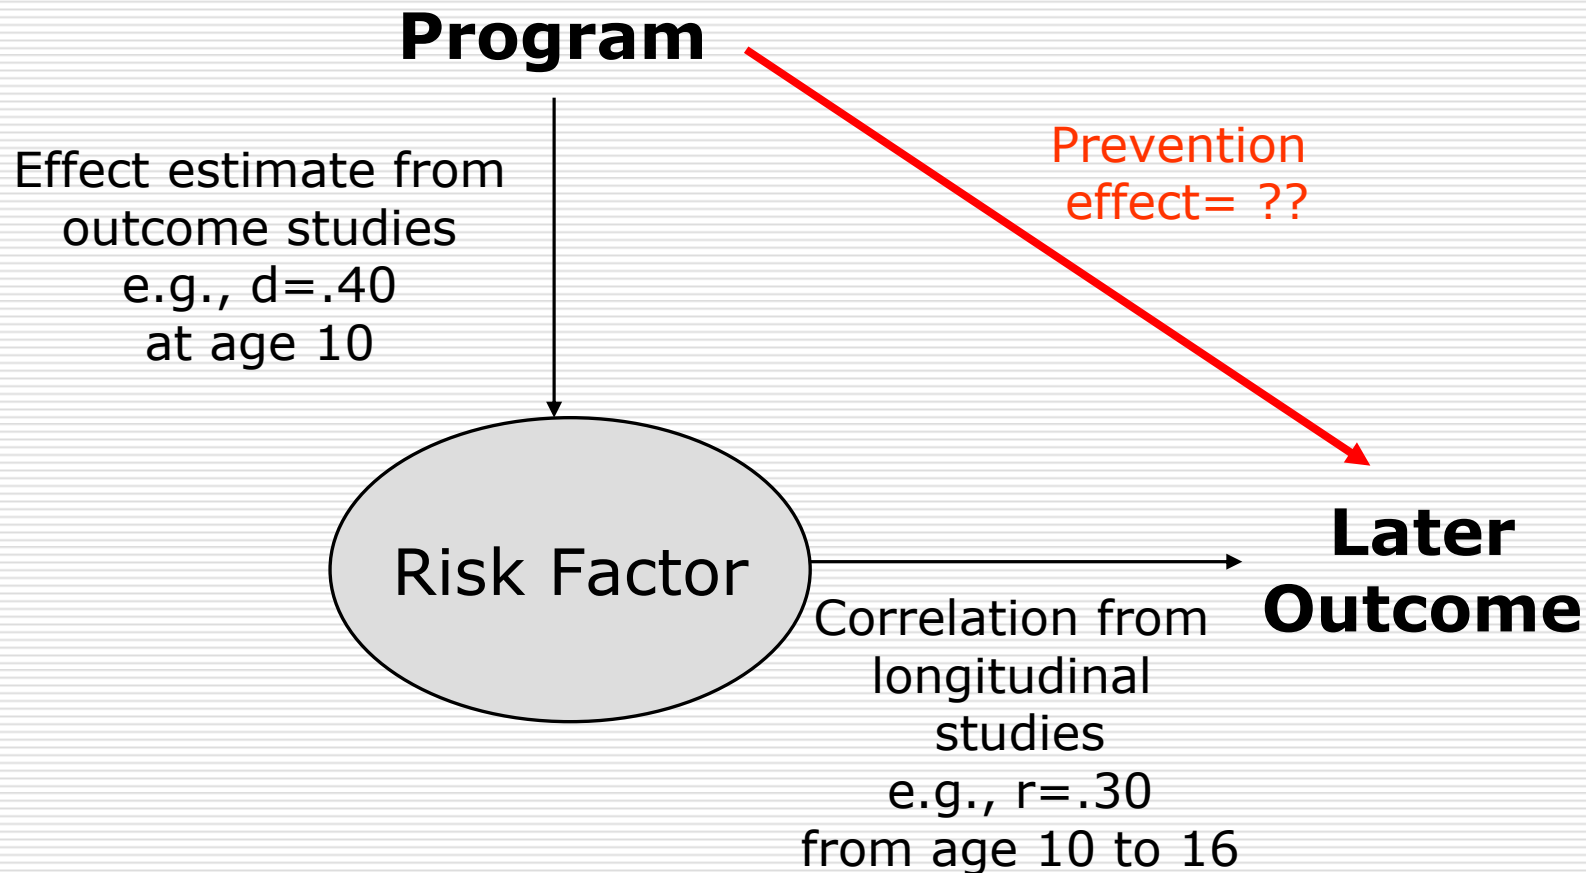 Program
Effect estimate from
outcome studies
e.g., d=.40
at age 10
Prevention
effect= ??
Risk Factor
Later
Outcome
Correlation from
longitudinal
studies
e.g., r=.30
from age 10 to 16